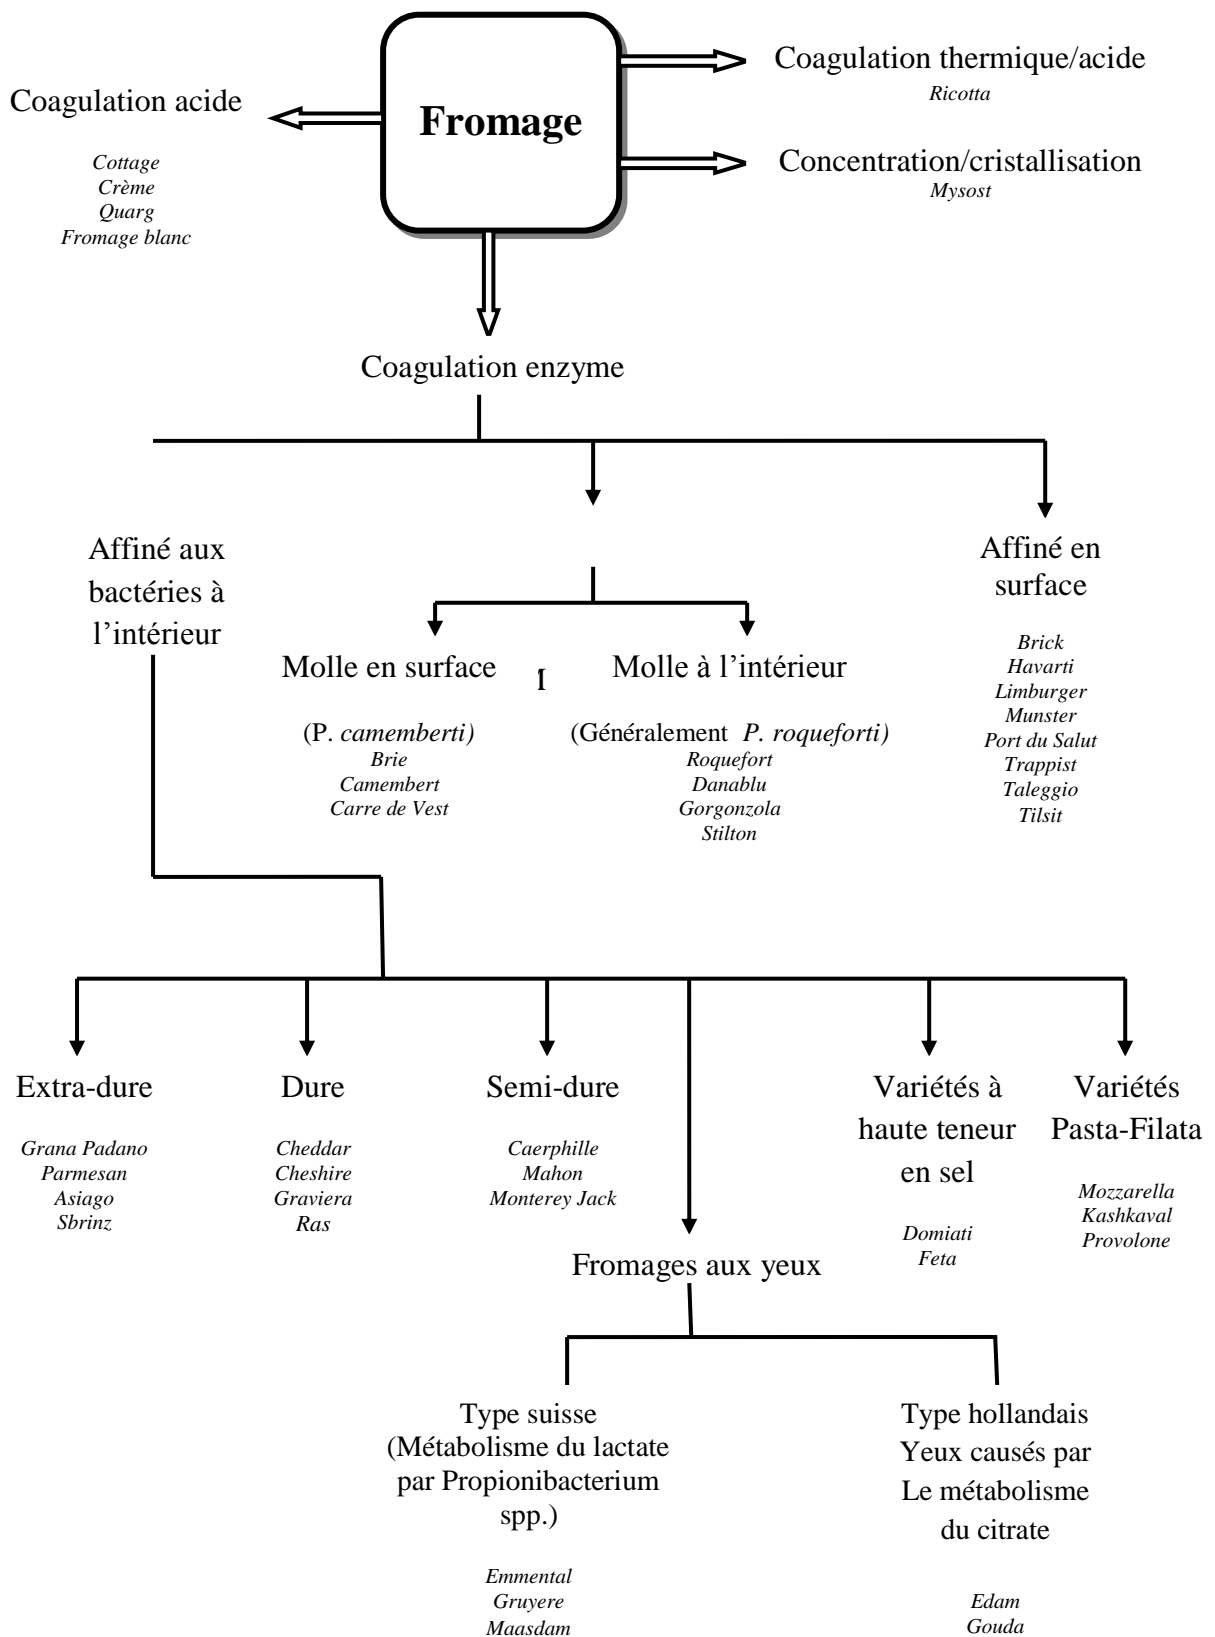 Fromage
Coagulation acide
Cottage
Crème
Quarg
Fromage blanc
Coagulation thermique/acide
Ricotta
Concentration/cristallisation
Mysost
Coagulation enzyme
Affiné aux
bactéries à
l’intérieur
Molle en surface
(P. camemberti)
Brie
Camembert
Carre de Vest
Molle à l’intérieur
(Généralement P. roqueforti)
Roquefort
Danablu
Gorgonzola
Stilton
Affiné en
surface
Brick
Havarti
Limburger
Munster
Port du Salut
Trappist
Taleggio
Tilsit
Extra-dure
Grana Padano
Parmesan
Asiago
Sbrinz
Dure
Cheddar
Cheshire
Graviera
Ras
Semi-dure
Caerphille
Mahon
Monterey Jack
Fromages aux yeux
Variétés à
haute teneur
en sel
Domiati
Feta
Variétés
Pasta-Filata
Mozzarella
Kashkaval
Provolone
Type suisse
(Métabolisme du lactate
par Propionibacterium
spp.)
Emmental
Gruyere
Maasdam
Type hollandais
Yeux causés par
Le métabolisme
du citrate
Edam
Gouda